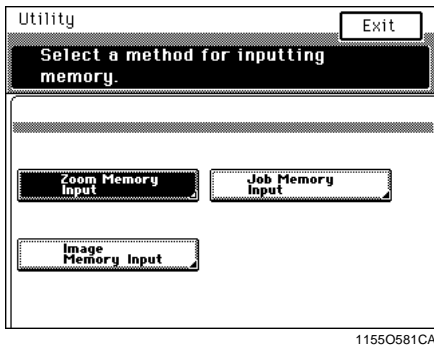 Utility
Exit
Select a method for inputting
memory.
Zoom Memory
Input
Job Memory
Input
Image
Memory Input
1155O581CA